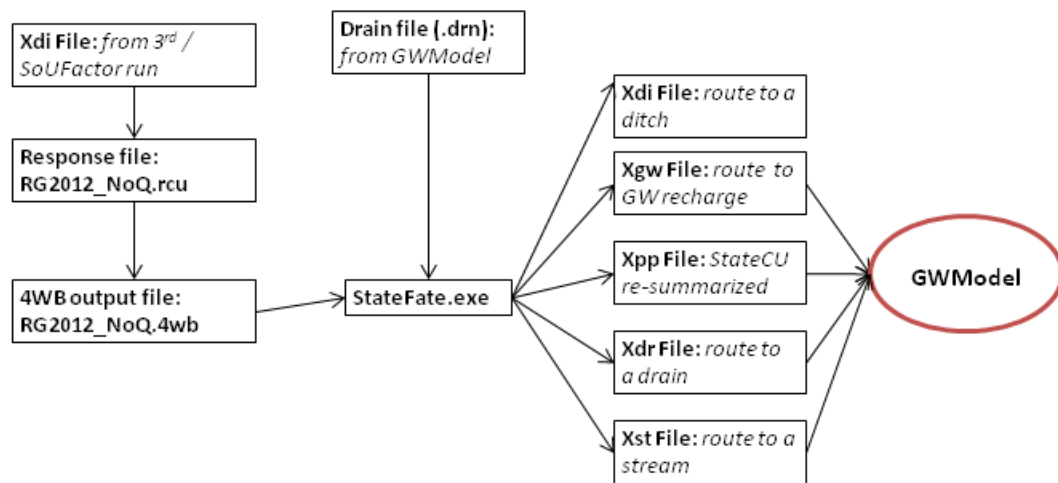 Xdi File: from 3rd /
SoUFactor run
Drain file (.drn):
from GWModel
Xdi File: route to a
ditch
Response file:
RG2012_NoQ.rcu
Xgw File: route to
GW recharge
4WB output file:
RG2012_NoQ.4wb
StateFate.exe
Xpp File: StateCU
re-summarized
GWModel
Xdr File: route to
a drain
Xst File: route to a
stream